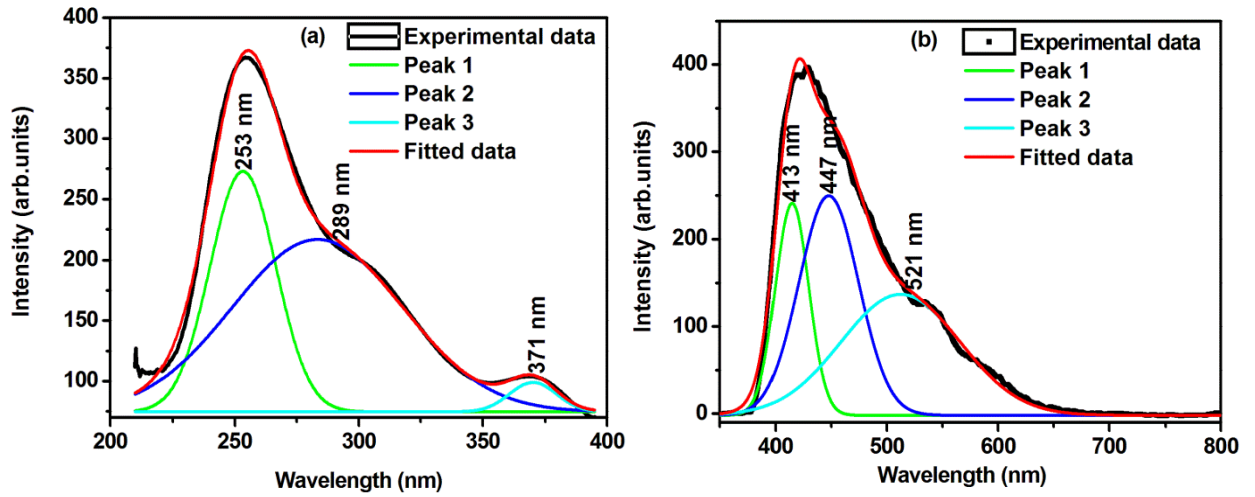 (a)
Experimental data
Peak 1
Peak 2
Peak 3
Fitted data
253 nm
289 nm
371 nm
400
350
300
250
200
150
100
200
250
300
350
400
Intensity (arb.units)
Wavelength (nm)
(b)
Experimental data
Peak 1
Peak 2
Peak 3
Fitted data
413 nm
447 nm
521 nm
400
300
200
100
0
400
500
600
700
800
Intensity (arb.units)
Wavelength (nm)